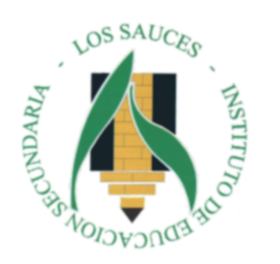 - LOS SAUCES -
INSTITUTO DE EDUCACION SECUNDARIA